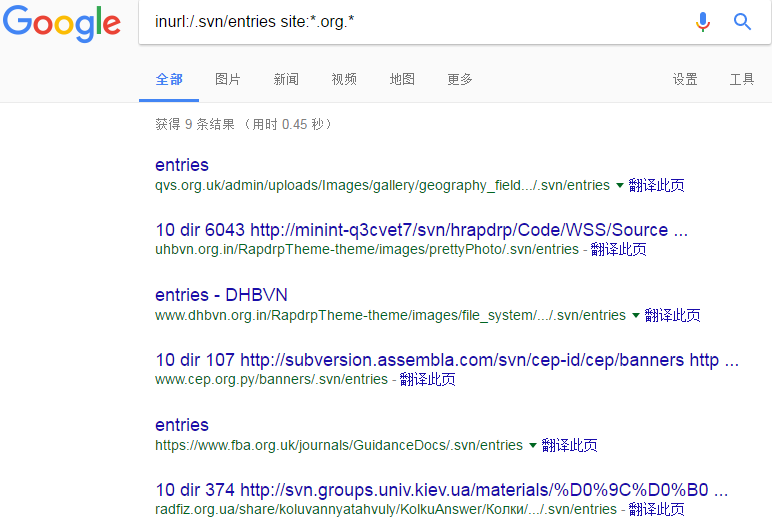 Google
inurl:/.svn/entries site:*.org.*
全部 图片 新闻 视频 地图 更多 设置 工具
获得 9 条结果 （用时 0.45 秒）
entries
qvs.org.uk/admin/uploads/Images/gallery/geography_field.../.svn/entries 翻译此页
10 dir 6043 http://minint-q3cvet7/svn/hrapdrp/Code/WSS/Source ...
uhbvn.org.in/RapdrpTheme-theme/images/prettyPhoto/.svn/entries - 翻译此页
entries - DHBVN
www.dhbvn.org.in/RapdrpTheme-theme/images/file_system/.../.svn/entries 翻译此页
10 dir 107 http://subversion.assembla.com/svn/cep-id/cep/banners http ...
www.cep.org.py/banners/.svn/entries - 翻译此页
entries
https://www.fba.org.uk/journals/GuidanceDocs/.svn/entries 翻译此页
10 dir 374 http://svn.groups.univ.kiev.ua/materials/%D0%9C%D0%B0 ...
radfiz.org.ua/share/koluvannyatahvuly/KolkuAnswer/Колки/.../.svn/entries - 翻译此页